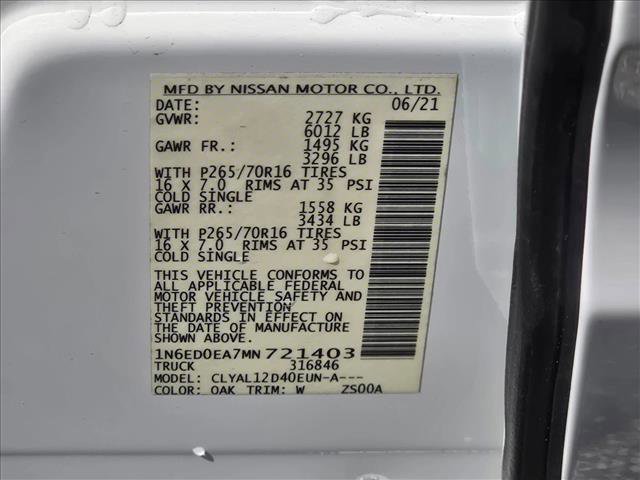 MFD BY NISSAN MOTOR CO., LTD.
DATE: 06/21
GVWR: 2727 KG
6012 LB
GAWR FR.: 1495 KG
3296 LB
WITH P265/70R16 TIRES
16 X 7.0 RIMS AT 35 PSI
COLD SINGLE
GAWR RR.: 1558 KG
3434 LB
WITH P265/70R16 TIRES
16 X 7.0 RIMS AT 35 PSI
COLD SINGLE
THIS VEHICLE CONFORMS TO
ALL APPLICABLE FEDERAL
MOTOR VEHICLE SAFETY AND
THEFT PREVENTION
STANDARDS IN EFFECT ON
THE DATE OF MANUFACTURE
SHOWN ABOVE.
1N6ED0EA7MN 721403
TRUCK 316846
MODEL: CLYAL12D40EUN-A---
COLOR: QAK TRIM: W ZS00A